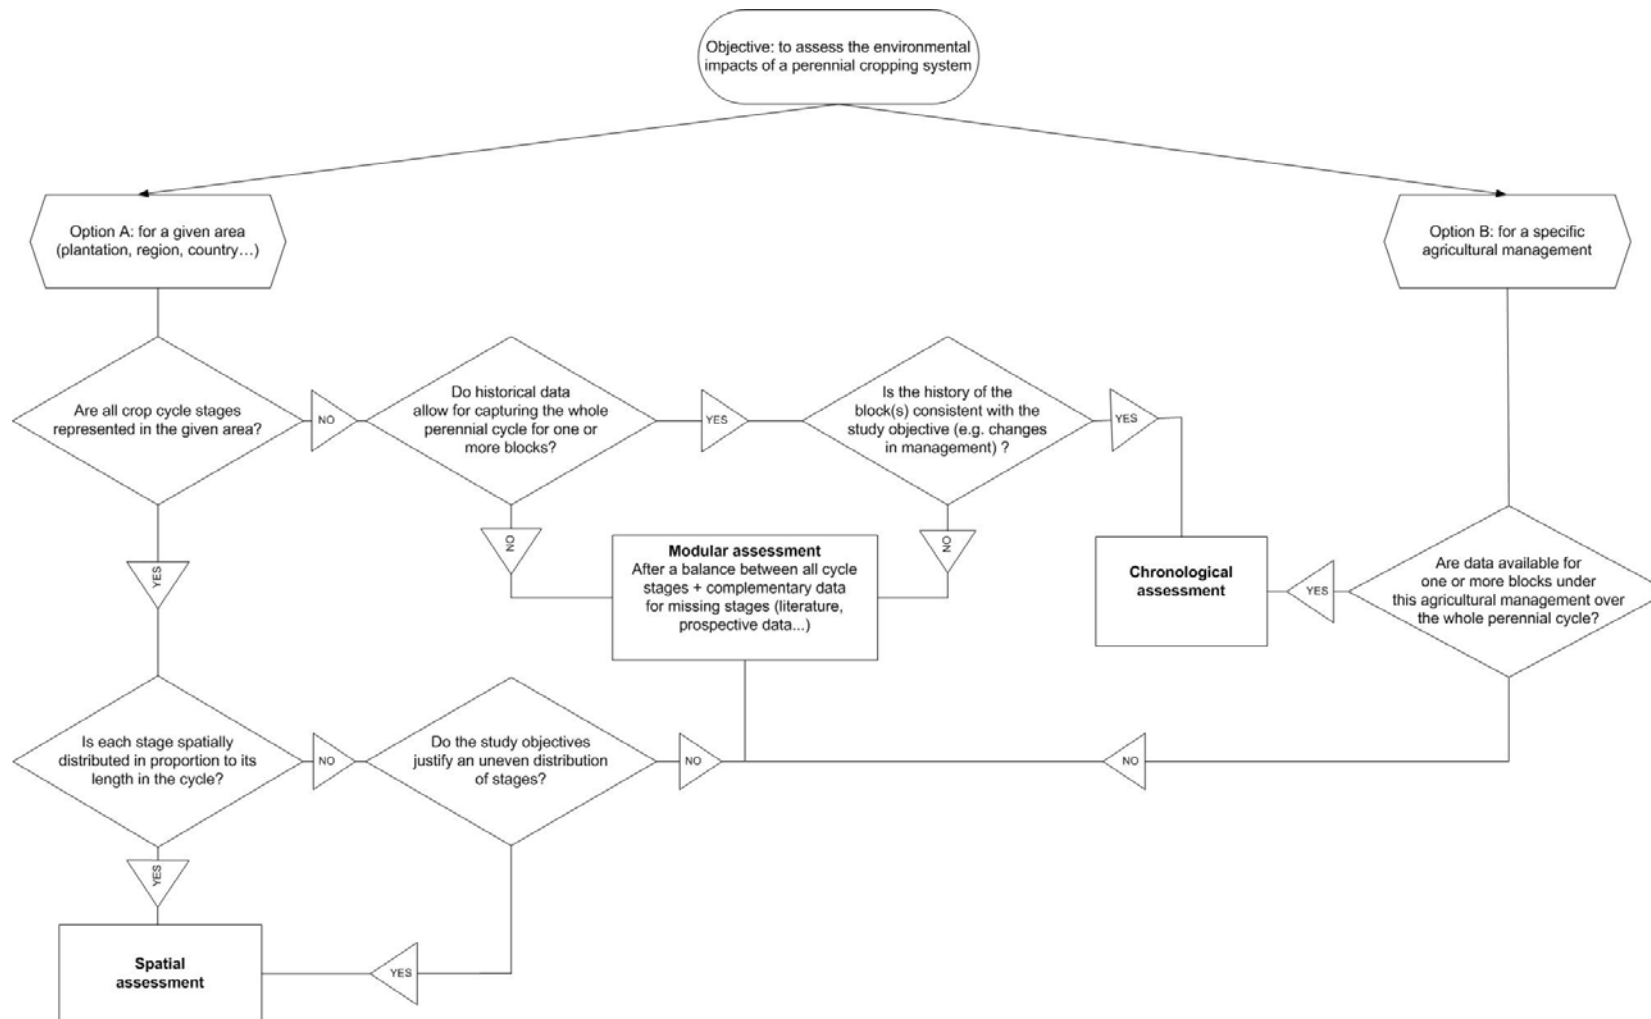 Objective: to assess the environmental
impacts of a perennial cropping system
Option A: for a given area
(plantation, region, country…)
Option B: for a specific
agricultural management
Are all crop cycle stages
represented in the given area?
NO
Do historical data
allow for capturing the whole
perennial cycle for one or
more blocks?
YES
Is the history of the
block(s) consistent with the
study objective (e.g. changes
in management) ?
YES
NO
NO
YES
Modular assessment
After a balance between all cycle
stages + complementary data
for missing stages (literature,
prospective data...)
Chronological
assessment
YES
Are data available for
one or more blocks under
this agricultural management over
the whole perennial cycle?
Is each stage spatially
distributed in proportion to its
length in the cycle?
NO
Do the study objectives
justify an uneven distribution
of stages?
NO
NO
YES
Spatial
assessment
YES